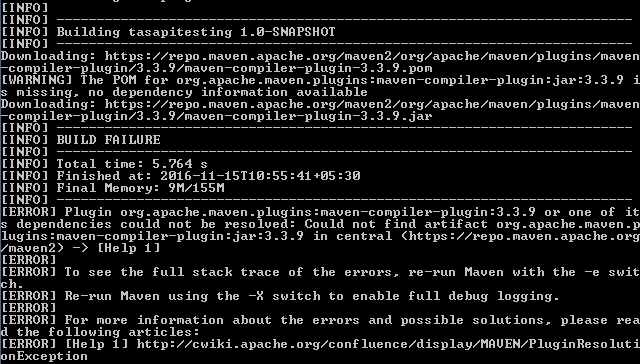 [INFO]
[INFO] ------------------------------------------------------------------------
[INFO] Building tasapitesting 1.0-SNAPSHOT
[INFO] ------------------------------------------------------------------------
Downloading: https://repo.maven.apache.org/maven2/org/apache/maven/plugins/maven
-compiler-plugin/3.3.9/maven-compiler-plugin-3.3.9.pom
[WARNING] The POM for org.apache.maven.plugins:maven-compiler-plugin:jar:3.3.9 i
s missing, no dependency information available
Downloading: https://repo.maven.apache.org/maven2/org/apache/maven/plugins/maven
-compiler-plugin/3.3.9/maven-compiler-plugin-3.3.9.jar
[INFO] ------------------------------------------------------------------------
[INFO] BUILD FAILURE
[INFO] ------------------------------------------------------------------------
[INFO] Total time: 5.764 s
[INFO] Finished at: 2016-11-15T10:55:41+05:30
[INFO] Final Memory: 9M/155M
[INFO] ------------------------------------------------------------------------
[ERROR] Plugin org.apache.maven.plugins:maven-compiler-plugin:3.3.9 or one of it
s dependencies could not be resolved: Could not find artifact org.apache.maven.p
lugins:maven-compiler-plugin:jar:3.3.9 in central (https://repo.maven.apache.org
/maven2) -> [Help 1]
[ERROR]
[ERROR] To see the full stack trace of the errors, re-run Maven with the -e swit
ch.
[ERROR] Re-run Maven using the -X switch to enable full debug logging.
[ERROR]
[ERROR] For more information about the errors and possible solutions, please rea
d the following articles:
[ERROR] [Help 1] http://cwiki.apache.org/confluence/display/MAVEN/PluginResoluti
onException